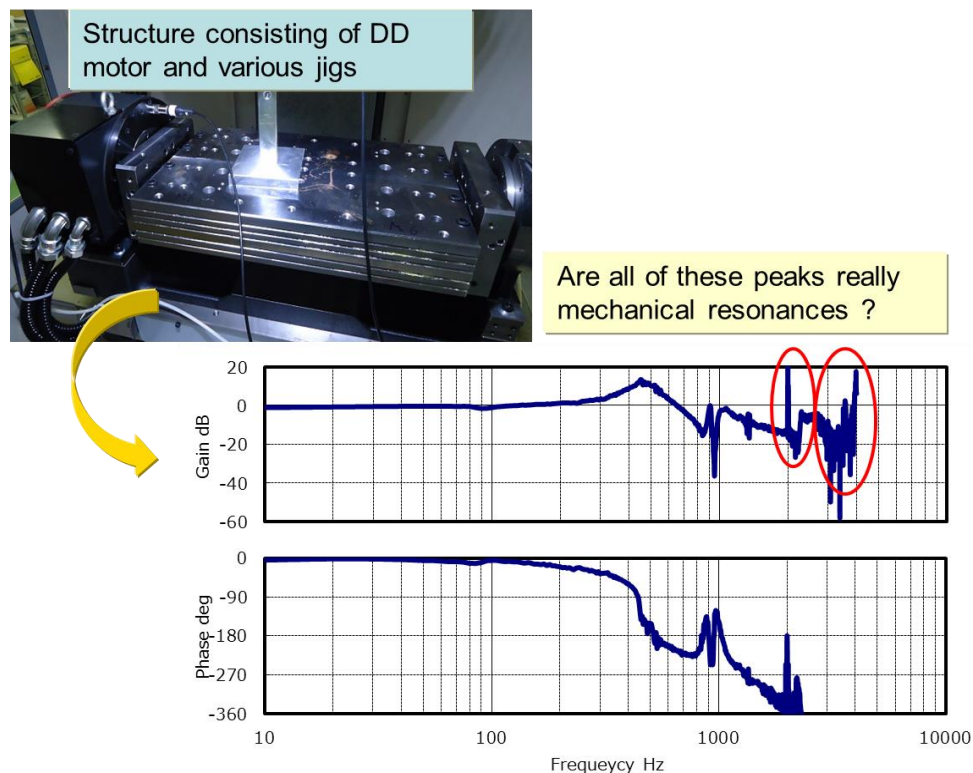 Structure consisting of DD
motor and various jigs
Are all of these peaks really
mechanical resonances ?
20
0
-20
-40
-60
Gain dB
0
-90
-180
-270
-360
Phase deg
10
100
1000
10000
Frequeycy Hz